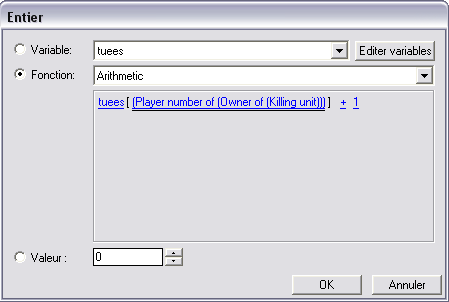 Entier
Variable: tuees Editer variables
Fonction: Arithmetic
tuees [ (Player number of (Owner of (Killing unit))) ] + 1
Valeur : 0
OK Annuler